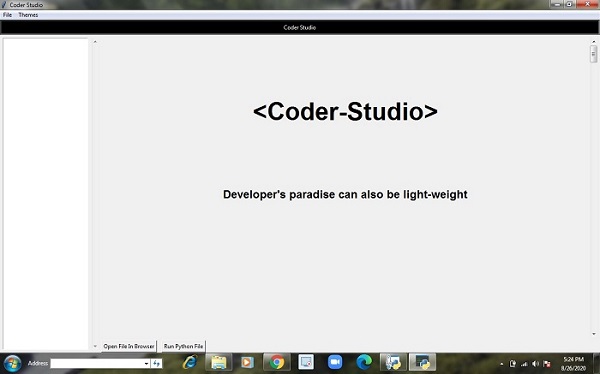 Coder Studio
File Themes
Coder Studio
<Coder-Studio>
Developer's paradise can also be light-weight
Open File In Browser Run Python File
Address
5:24 PM
8/26/2020